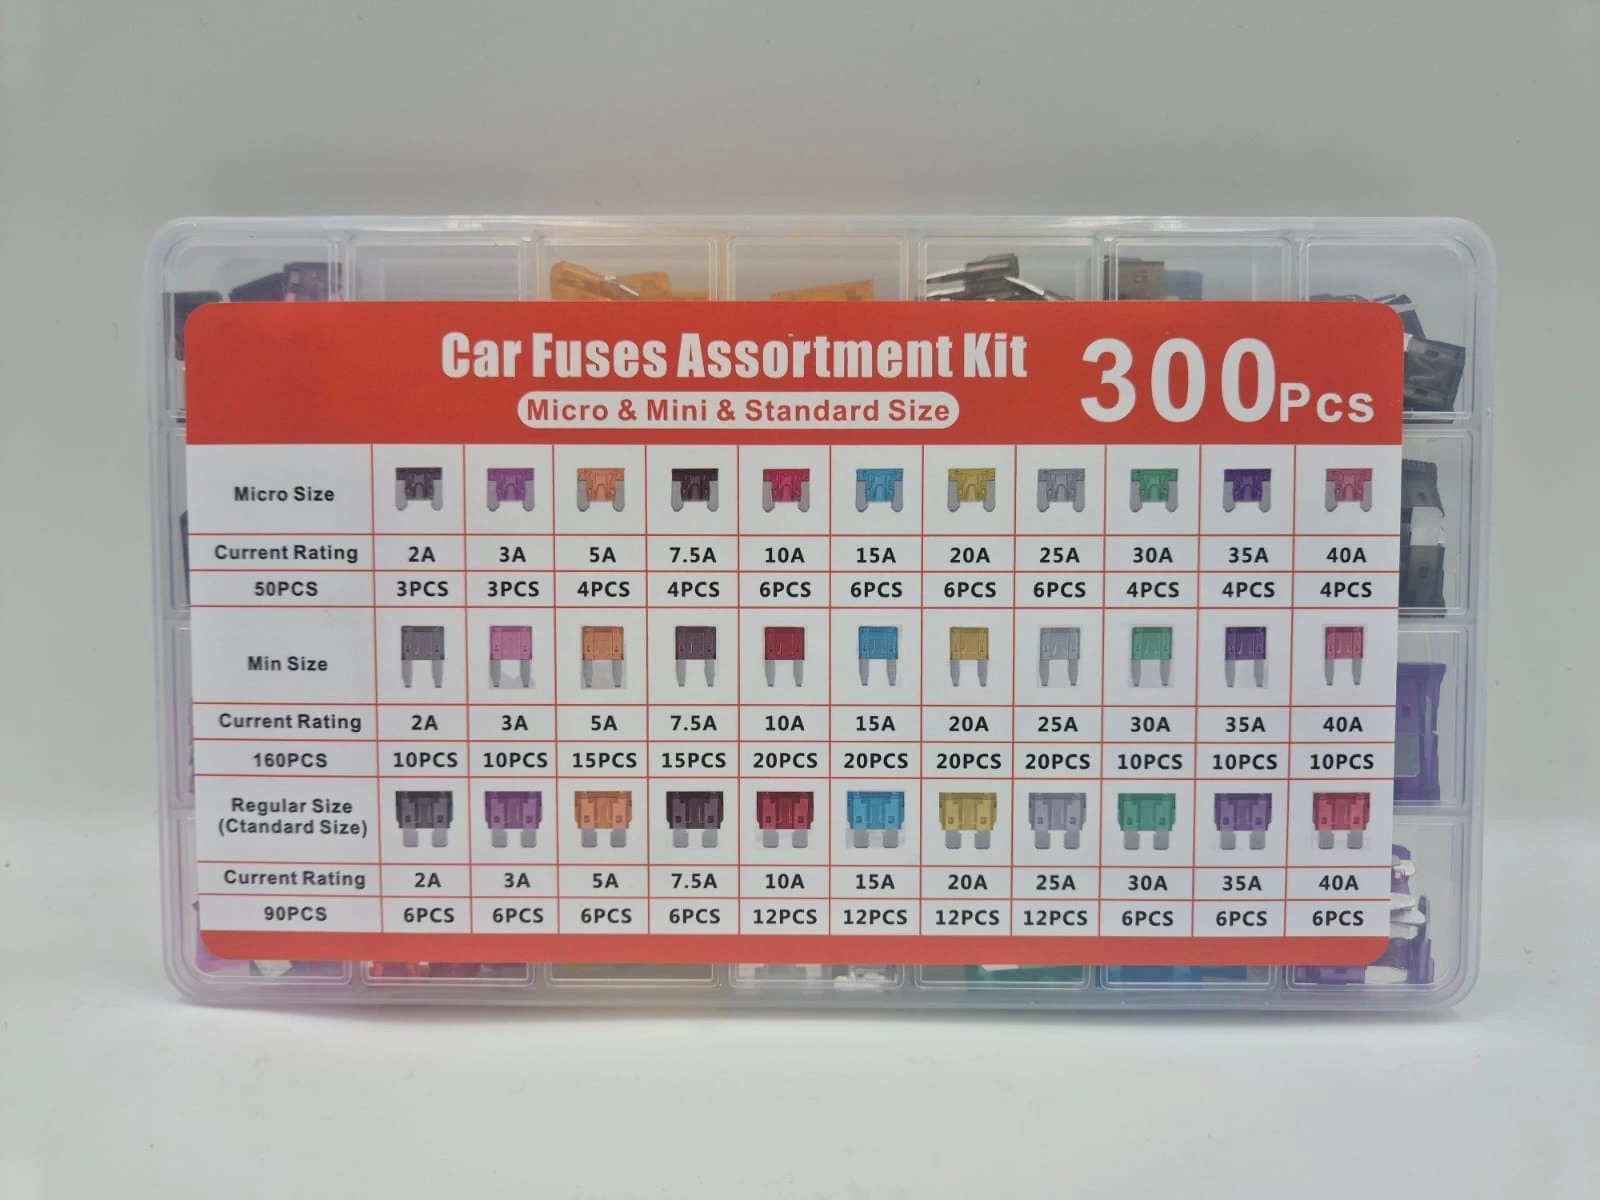 Car Fuses Assortment Kit
300Pcs
Micro & Mini & Standard Size
Micro Size
Current Rating 2A 3A 5A 7.5A 10A 15A 20A 25A 30A 35A 40A
50PCS 3PCS 3PCS 4PCS 4PCS 6PCS 6PCS 6PCS 6PCS 4PCS 4PCS 4PCS
Min Size
Current Rating 2A 3A 5A 7.5A 10A 15A 20A 25A 30A 35A 40A
160PCS 10PCS 10PCS 15PCS 15PCS 20PCS 20PCS 20PCS 20PCS 10PCS 10PCS 10PCS
Regular Size
(Ctandard Size)
Current Rating 2A 3A 5A 7.5A 10A 15A 20A 25A 30A 35A 40A
90PCS 6PCS 6PCS 6PCS 6PCS 12PCS 12PCS 12PCS 12PCS 6PCS 6PCS 6PCS